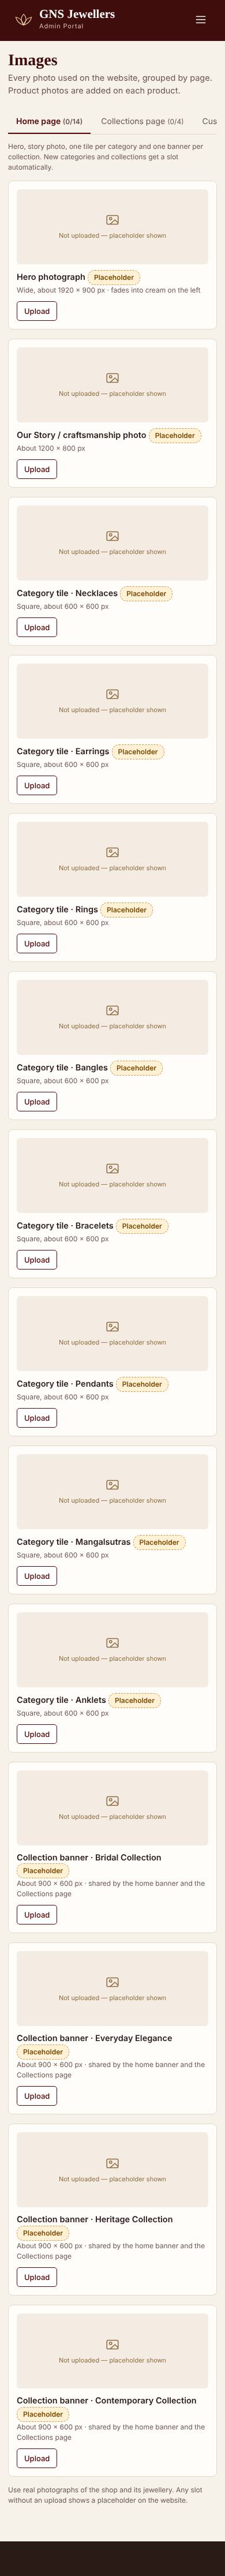 GNS Jewellers
Admin Portal
Images
Every photo used on the website, grouped by page.
Product photos are added on each product.
Home page (0/14) Collections page (0/4) Cus
Hero, story photo, one tile per category and one banner per
collection. New categories and collections get a slot
automatically.
Not uploaded — placeholder shown
Hero photograph Placeholder
Wide, about 1920 × 900 px · fades into cream on the left
Upload
Not uploaded — placeholder shown
Our Story / craftsmanship photo Placeholder
About 1200 × 800 px
Upload
Not uploaded — placeholder shown
Category tile · Necklaces Placeholder
Square, about 600 × 600 px
Upload
Not uploaded — placeholder shown
Category tile · Earrings Placeholder
Square, about 600 × 600 px
Upload
Not uploaded — placeholder shown
Category tile · Rings Placeholder
Square, about 600 × 600 px
Upload
Not uploaded — placeholder shown
Category tile · Bangles Placeholder
Square, about 600 × 600 px
Upload
Not uploaded — placeholder shown
Category tile · Bracelets Placeholder
Square, about 600 × 600 px
Upload
Not uploaded — placeholder shown
Category tile · Pendants Placeholder
Square, about 600 × 600 px
Upload
Not uploaded — placeholder shown
Category tile · Mangalsutras Placeholder
Square, about 600 × 600 px
Upload
Not uploaded — placeholder shown
Category tile · Anklets Placeholder
Square, about 600 × 600 px
Upload
Not uploaded — placeholder shown
Collection banner · Bridal Collection
Placeholder
About 900 × 600 px · shared by the home banner and the
Collections page
Upload
Not uploaded — placeholder shown
Collection banner · Everyday Elegance
Placeholder
About 900 × 600 px · shared by the home banner and the
Collections page
Upload
Not uploaded — placeholder shown
Collection banner · Heritage Collection
Placeholder
About 900 × 600 px · shared by the home banner and the
Collections page
Upload
Not uploaded — placeholder shown
Collection banner · Contemporary Collection
Placeholder
About 900 × 600 px · shared by the home banner and the
Collections page
Upload
Use real photographs of the shop and its jewellery. Any slot
without an upload shows a placeholder on the website.